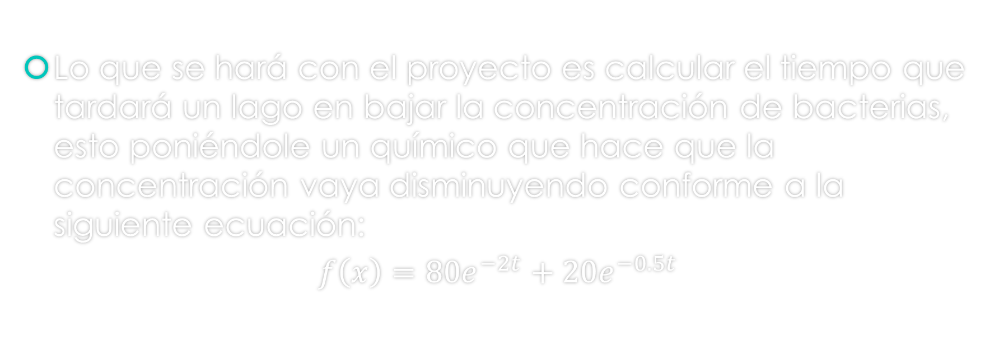 Lo que se hará con el proyecto es calcular el tiempo que
tardará un lago en bajar la concentración de bacterias,
esto poniéndole un químico que hace que la
concentración vaya disminuyendo conforme a la
siguiente ecuación:
f(x) = 80e^{-2t} + 20e^{-0.5t}